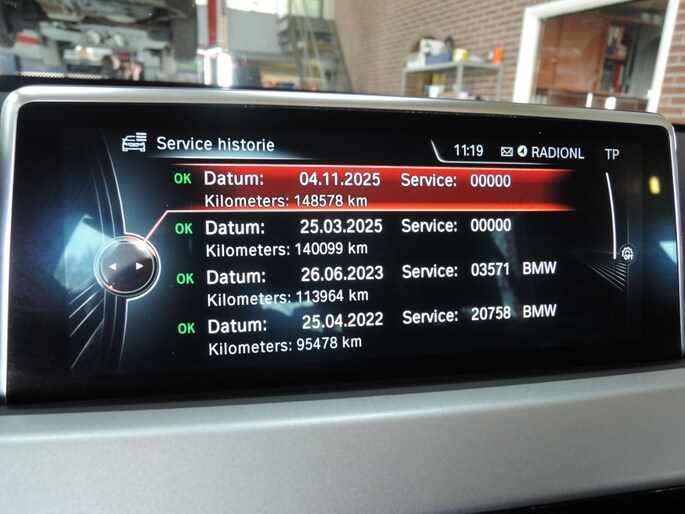 Service historie 11:19 RADIONL TP
OK Datum: 04.11.2025 Service: 00000
Kilometers: 148578 km
OK Datum: 25.03.2025 Service: 00000
Kilometers: 140099 km
OK Datum: 26.06.2023 Service: 03571 BMW
Kilometers: 113964 km
OK Datum: 25.04.2022 Service: 20758 BMW
Kilometers: 95478 km